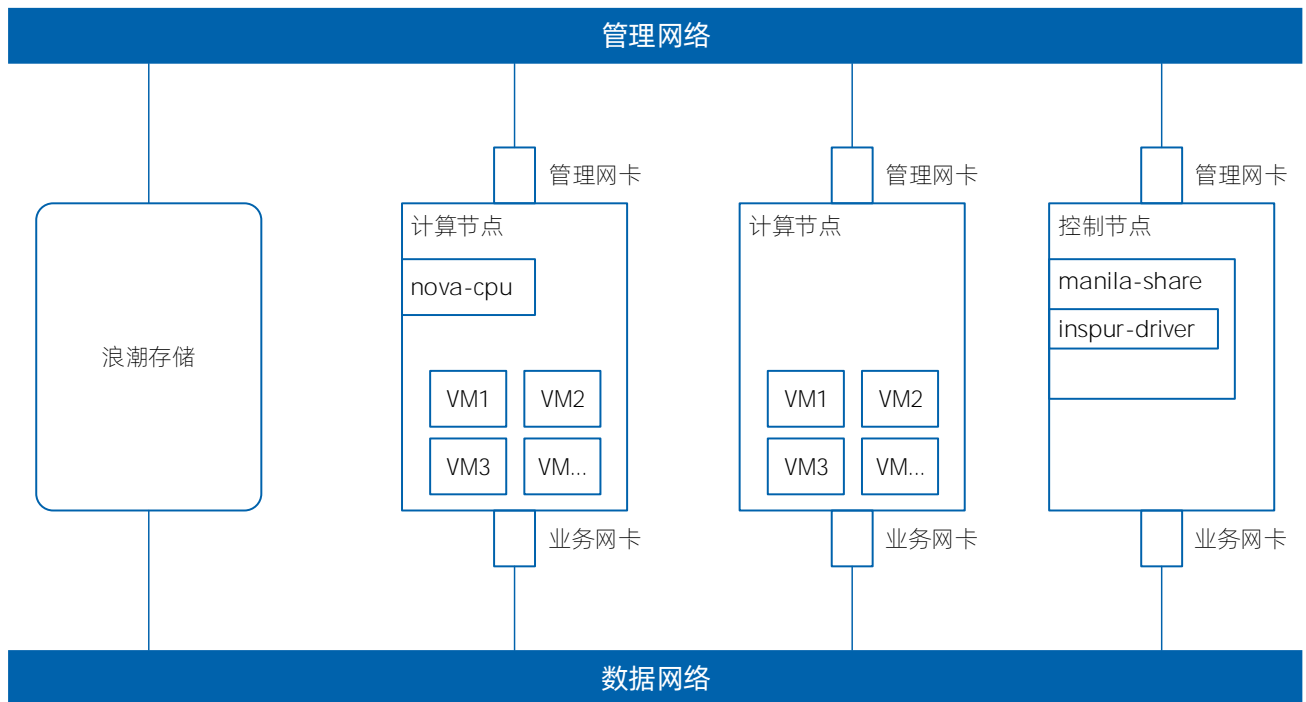 管理网络
管理网卡
管理网卡
管理网卡
浪潮存储
计算节点
nova-cpu
VM1
VM2
VM3
VM...
计算节点
VM1
VM2
VM3
VM...
控制节点
manila-share
inspur-driver
业务网卡
业务网卡
业务网卡
数据网络